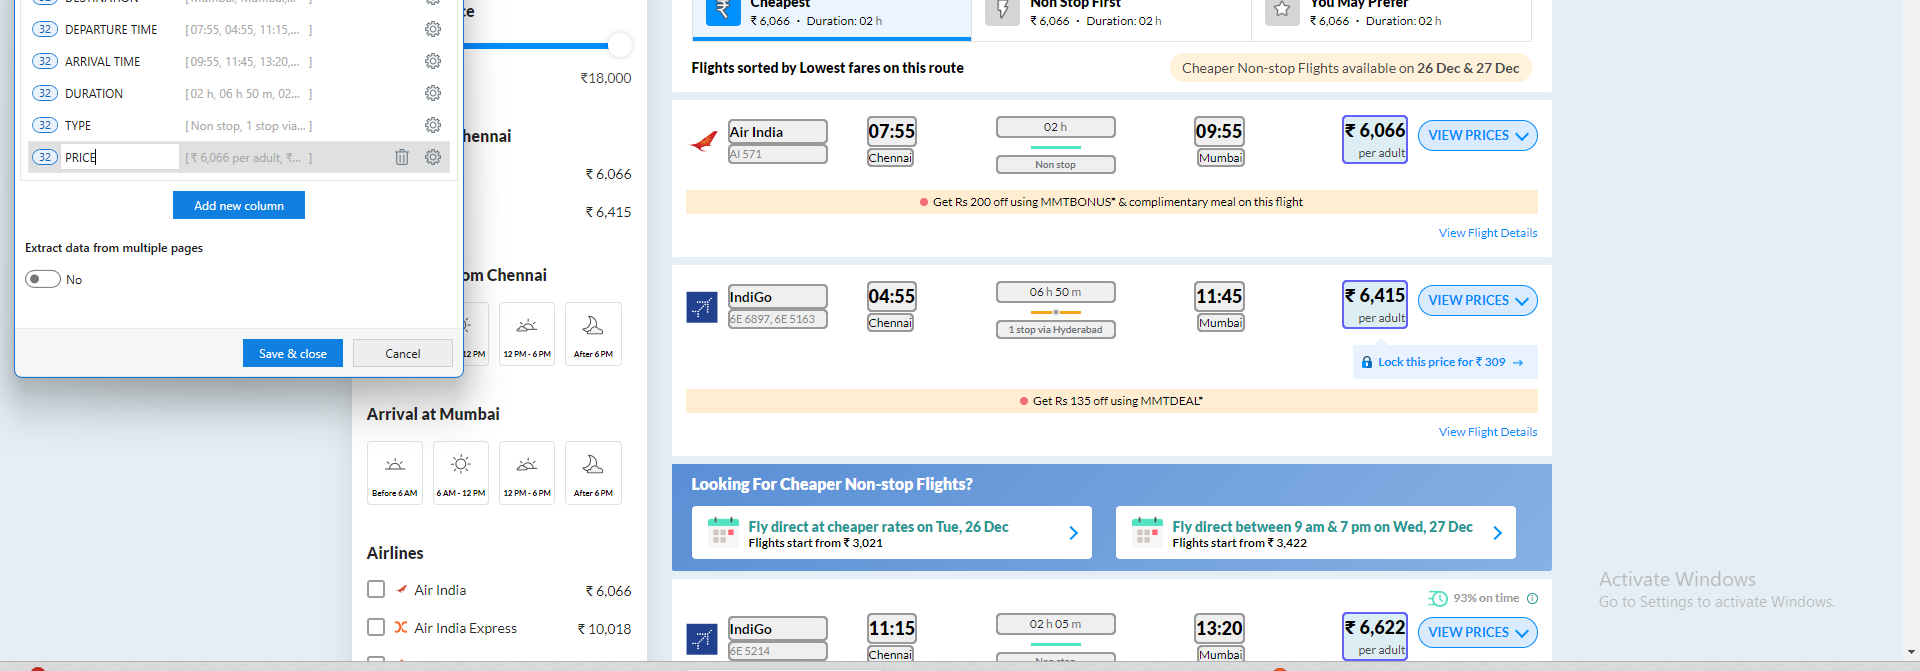 DESTINATION [Mumbai, Mumbai,... ]
32 DEPARTURE TIME [07:55, 04:55, 11:15,... ]
32 ARRIVAL TIME [09:55, 11:45, 13:20,... ]
32 DURATION [02 h, 06 h 50 m, 02... ]
32 TYPE [Non stop, 1 stop via... ]
32 PRICE [₹ 6,066 per adult, ₹... ]
Add new column
Extract data from multiple pages
No
Save & close Cancel
₹18,000
hennai
₹ 6,066
₹ 6,415
om Chennai
12 PM
12 PM - 6 PM
After 6 PM
Arrival at Mumbai
Before 6 AM
6 AM - 12 PM
12 PM - 6 PM
After 6 PM
Airlines
Air India ₹ 6,066
Air India Express ₹ 10,018
Cheapest
₹ 6,066 · Duration: 02 h
Non Stop First
₹ 6,066 · Duration: 02 h
You May Prefer
₹ 6,066 · Duration: 02 h
Flights sorted by Lowest fares on this route
Cheaper Non-stop Flights available on 26 Dec & 27 Dec
Air India 07:55 02 h 09:55 ₹ 6,066 VIEW PRICES
AI 571 Chennai Non stop Mumbai per adult
Get Rs 200 off using MMTBONUS* & complimentary meal on this flight
View Flight Details
IndiGo 04:55 06 h 50 m 11:45 ₹ 6,415 VIEW PRICES
6E 6897, 6E 5163 Chennai 1 stop via Hyderabad Mumbai per adult
Lock this price for ₹ 309 →
Get Rs 135 off using MMTDEAL*
View Flight Details
Looking For Cheaper Non-stop Flights?
Fly direct at cheaper rates on Tue, 26 Dec
Flights start from ₹ 3,021
Fly direct between 9 am & 7 pm on Wed, 27 Dec
Flights start from ₹ 3,422
93% on time
IndiGo 11:15 02 h 05 m 13:20 ₹ 6,622 VIEW PRICES
6E 5214 Chennai Non stop Mumbai per adult
Activate Windows
Go to Settings to activate Windows.